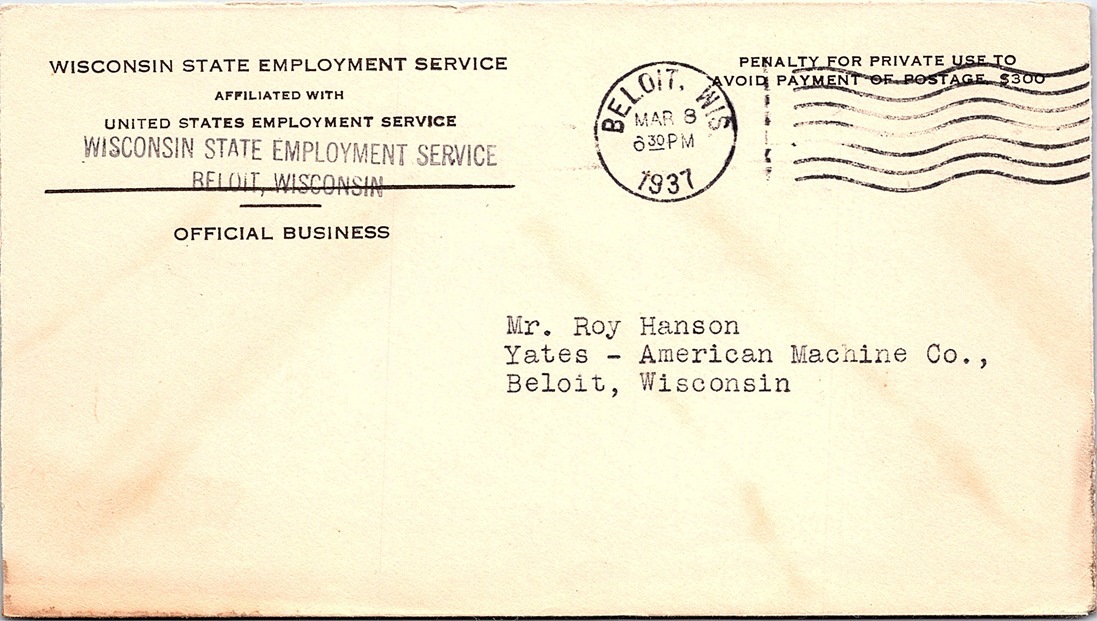 WISCONSIN STATE EMPLOYMENT SERVICE
AFFILIATED WITH
UNITED STATES EMPLOYMENT SERVICE
WISCONSIN STATE EMPLOYMENT SERVICE
BELOIT, WISCONSIN
OFFICIAL BUSINESS
BELOIT, WIS
MAR 8
6 30 PM
1937
PENALTY FOR PRIVATE USE TO
AVOID PAYMENT OF POSTAGE, $300
Mr. Roy Hanson
Yates - American Machine Co.,
Beloit, Wisconsin